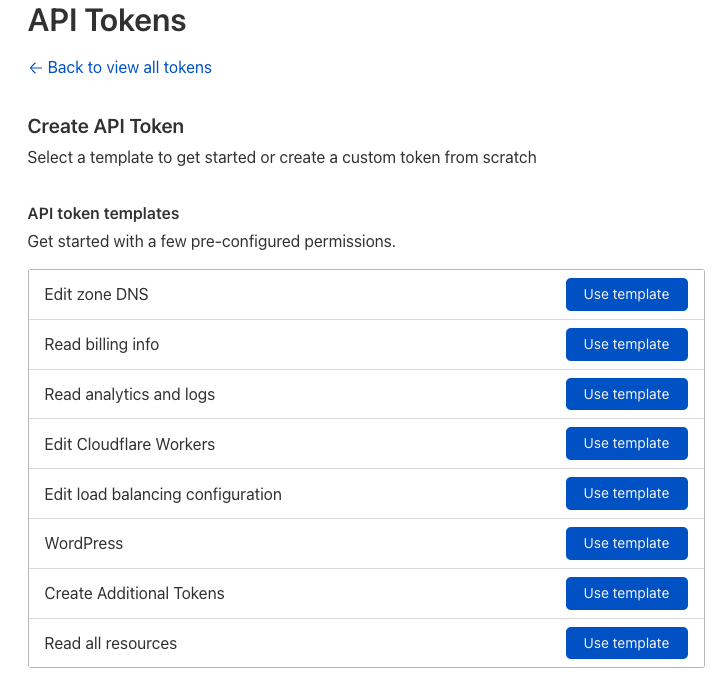 API Tokens
← Back to view all tokens
Create API Token
Select a template to get started or create a custom token from scratch
API token templates
Get started with a few pre-configured permissions.
Edit zone DNS Use template
Read billing info Use template
Read analytics and logs Use template
Edit Cloudflare Workers Use template
Edit load balancing configuration Use template
WordPress Use template
Create Additional Tokens Use template
Read all resources Use template